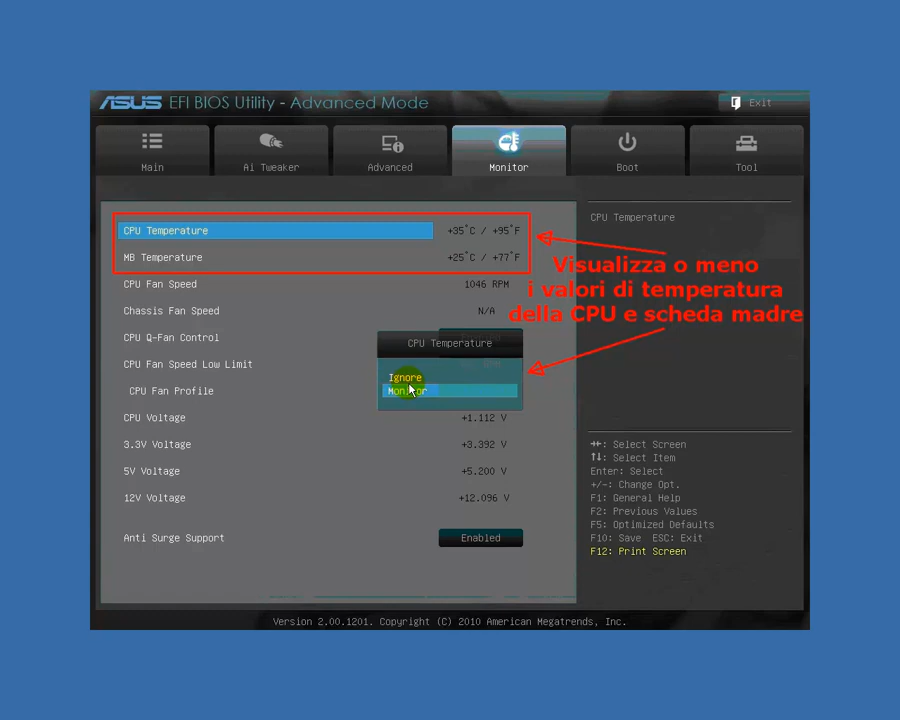 ASUS EFI BIOS Utility - Advanced Mode
Exit
Main
Ai Tweaker
Advanced
Monitor
Boot
Tool
CPU Temperature +35°C / +95°F
MB Temperature +25°C / +77°F
CPU Fan Speed 1046 RPM
Chassis Fan Speed N/A
CPU Q-Fan Control
CPU Fan Speed Low Limit
CPU Fan Profile
CPU Voltage +1.112 V
3.3V Voltage +3.392 V
5V Voltage +5.200 V
12V Voltage +12.096 V
Anti Surge Support Enabled
CPU Temperature
Ignore
Monitor
CPU Temperature
Visualizza o meno
i valori di temperatura
della CPU e scheda madre
→←: Select Screen
↑↓: Select Item
Enter: Select
+/-: Change Opt.
F1: General Help
F2: Previous Values
F5: Optimized Defaults
F10: Save ESC: Exit
F12: Print Screen
Version 2.00.1201. Copyright (C) 2010 American Megatrends, Inc.